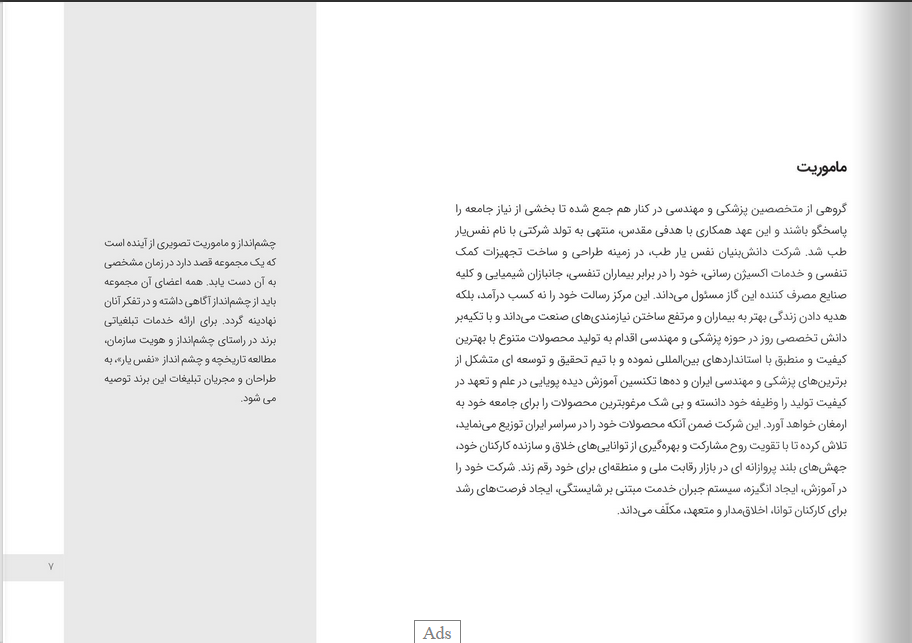 ماموریت
گروهی از متخصصین پزشکی و مهندسی در کنار هم جمع شده تا بخشی از نیاز جامعه را
پاسخگو باشند و این عهد همکاری با هدفی مقدس، منتهی به تولد شرکتی با نام نفس‌یار
طب شد. شرکت دانش‌بنیان نفس یار طب، در زمینه طراحی و ساخت تجهیزات کمک
تنفسی و خدمات اکسیژن رسانی، خود را در برابر بیماران تنفسی، جانبازان شیمیایی و کلیه
صنایع مصرف کننده این گاز مسئول می‌داند. این مرکز رسالت خود را نه کسب درآمد، بلکه
هدیه دادن زندگی بهتر به بیماران و مرتفع ساختن نیازمندی‌های صنعت می‌داند و با تکیه‌بر
دانش تخصصی روز در حوزه پزشکی و مهندسی اقدام به تولید محصولات متنوع با بهترین
کیفیت و منطبق با استانداردهای بین‌المللی نموده و با تیم تحقیق و توسعه ای متشکل از
برترین‌های پزشکی و مهندسی ایران و ده‌ها تکنسین آموزش دیده پویایی در علم و تعهد در
کیفیت تولید را وظیفه خود دانسته و بی شک مرغوبترین محصولات را برای جامعه خود به
ارمغان خواهد آورد. این شرکت ضمن آنکه محصولات خود را در سراسر ایران توزیع می‌نماید،
تلاش کرده تا با تقویت روح مشارکت و بهره‌گیری از توانایی‌های خلاق و سازنده کارکنان خود،
جهش‌های بلند پروازانه ای در بازار رقابت ملی و منطقه‌ای برای خود رقم زند. شرکت خود را
در آموزش، ایجاد انگیزه، سیستم جبران خدمت مبتنی بر شایستگی، ایجاد فرصت‌های رشد
برای کارکنان توانا، اخلاق‌مدار و متعهد، مکلّف می‌داند.
چشم‌انداز و ماموریت تصویری از آینده است
که یک مجموعه قصد دارد در زمان مشخصی
به آن دست یابد. همه اعضای آن مجموعه
باید از چشم‌انداز آگاهی داشته و در تفکر آنان
نهادینه گردد. برای ارائه خدمات تبلغیاتی
برند در راستای چشم‌انداز و هویت سازمان،
مطالعه تاریخچه و چشم انداز «نفس یار»، به
طراحان و مجریان تبلیغات این برند توصیه
می شود.
۷
Ads